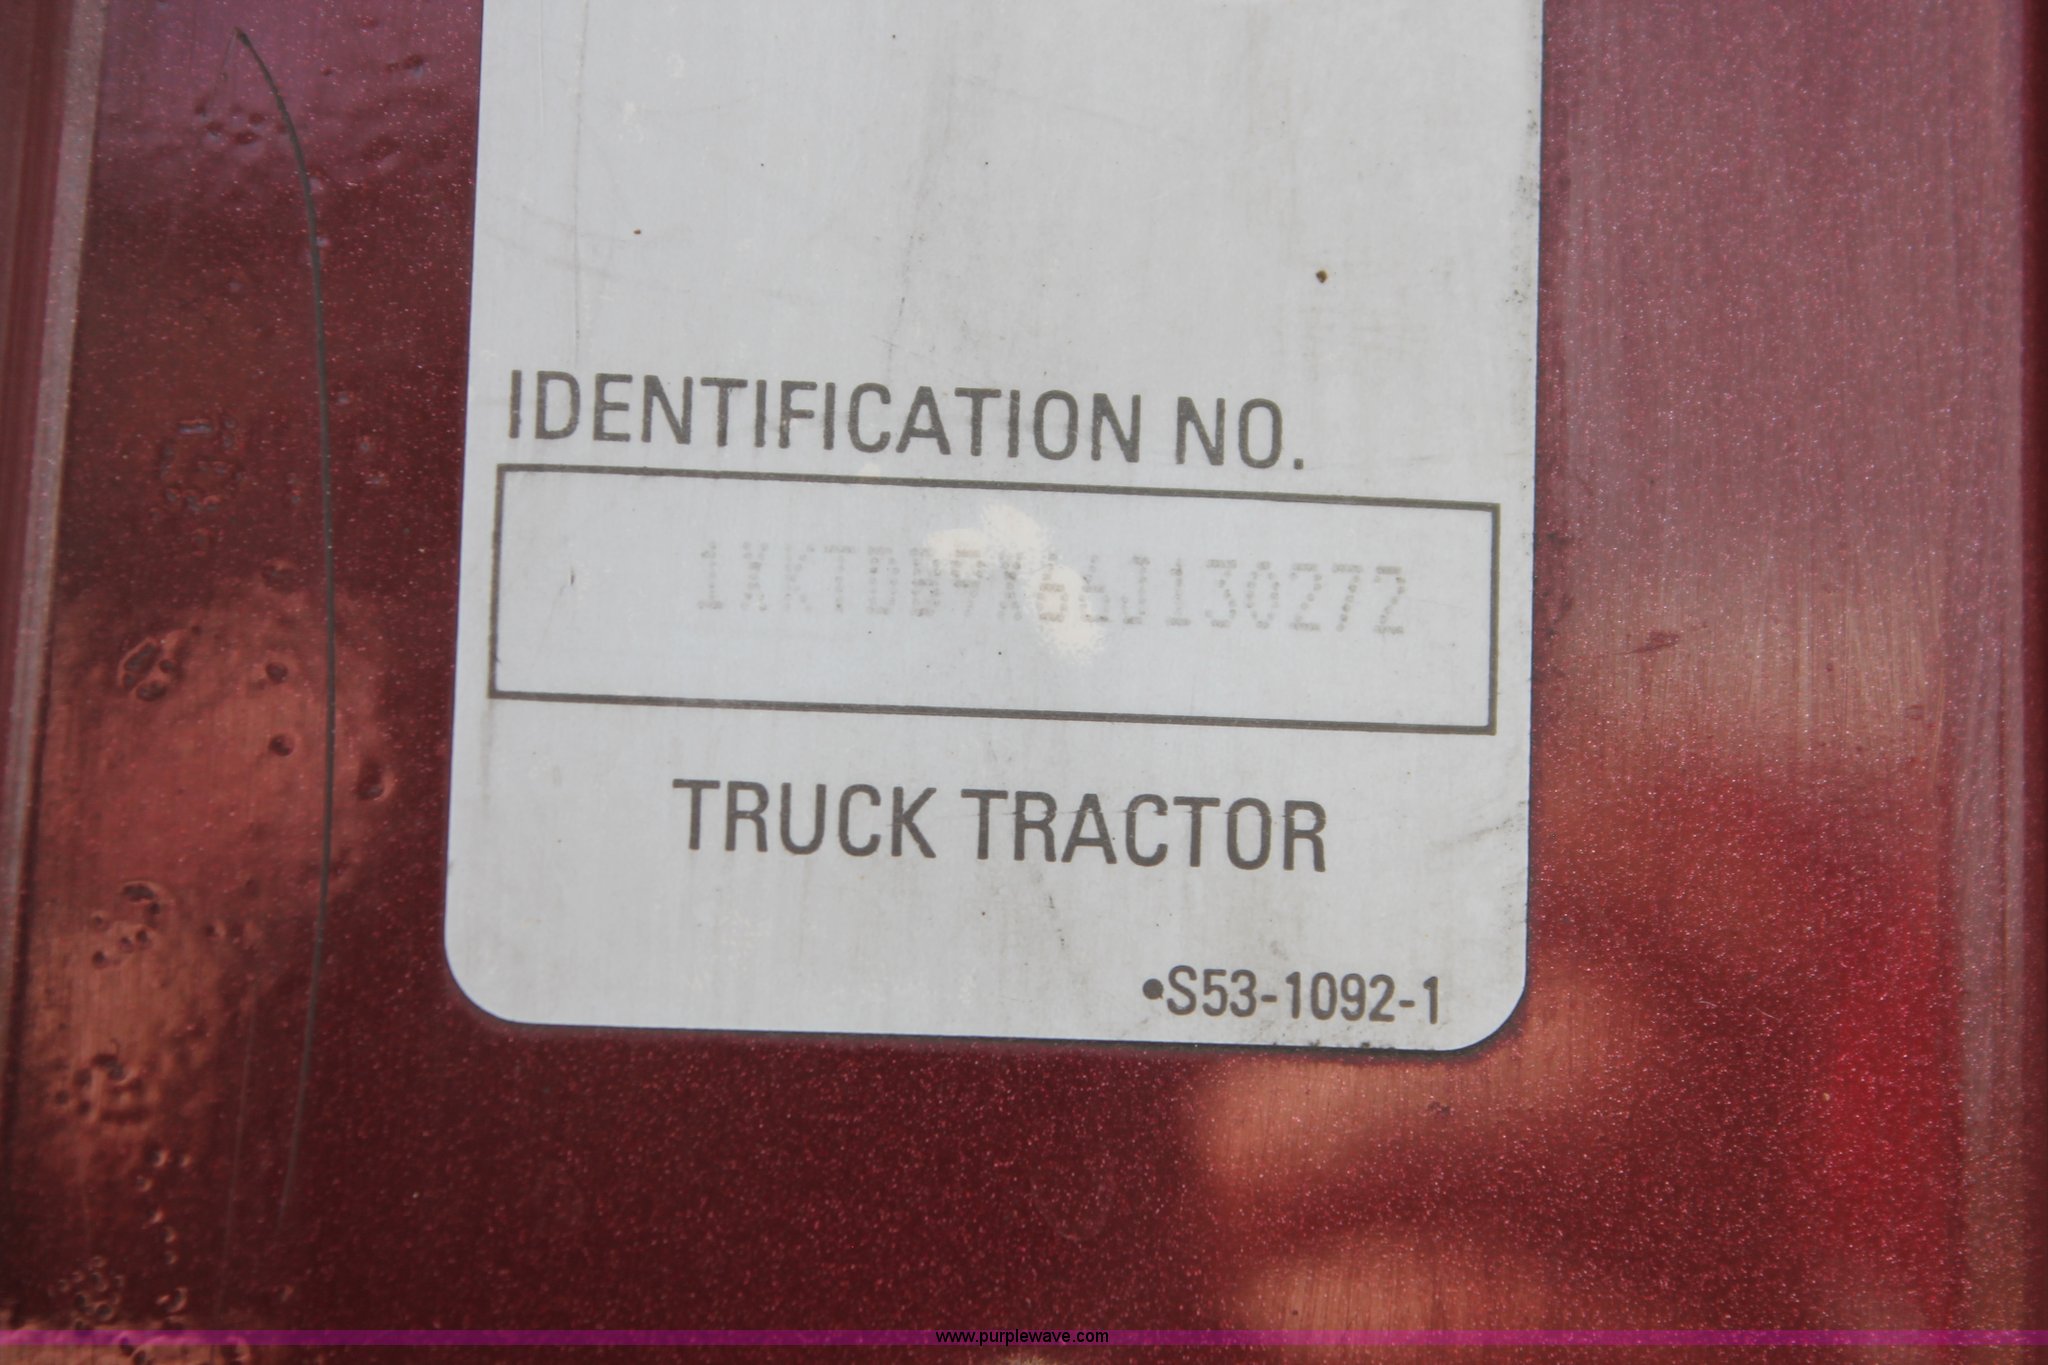 IDENTIFICATION NO.
1XKTDB9X66J130272
TRUCK TRACTOR
•S53-1092-1
www.purplewave.com